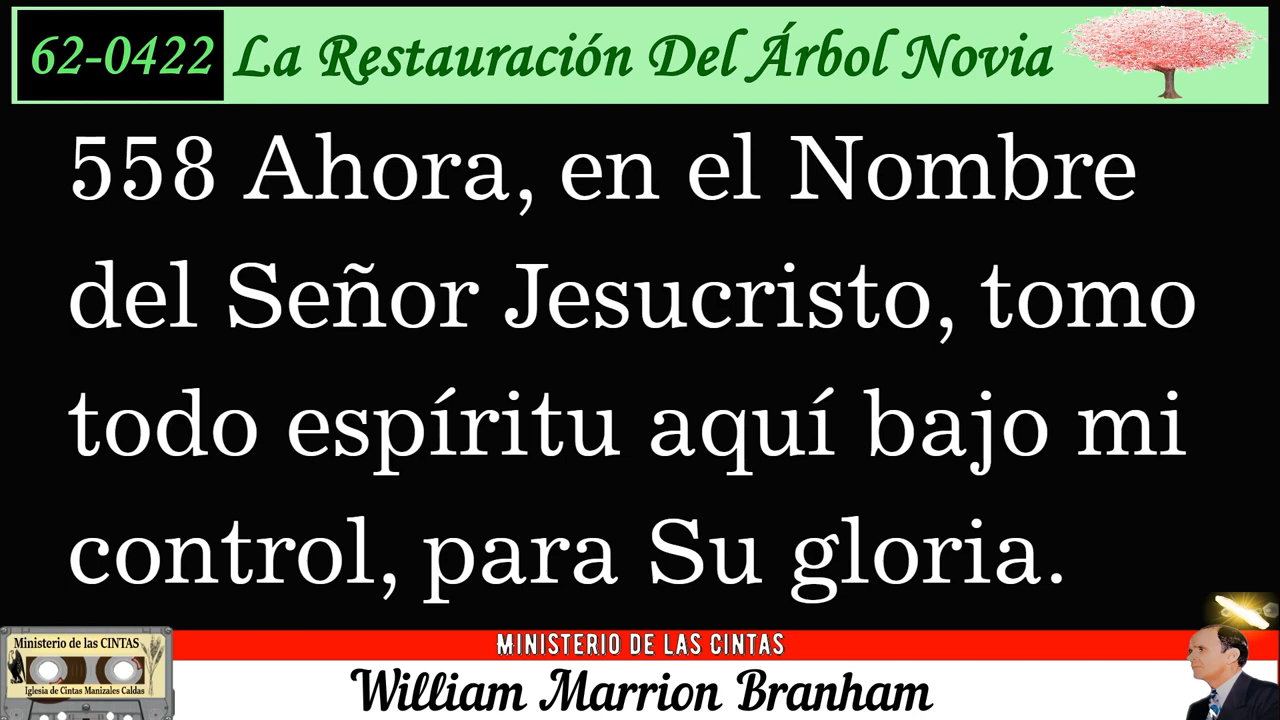 62-0422 La Restauración Del Árbol Novia
558 Ahora, en el Nombre
del Señor Jesucristo, tomo
todo espíritu aquí bajo mi
control, para Su gloria.
MINISTERIO DE LAS CINTAS
Ministerio de las CINTAS
Iglesia de Cintas Manizales Caldas
William Marrion Branham